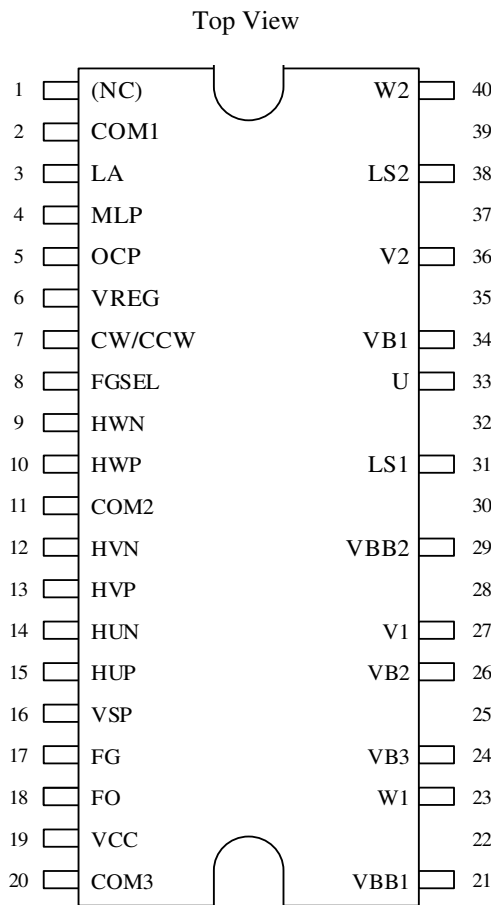 Top View
1 (NC) W2 40
2 COM1 39
3 LA LS2 38
4 MLP 37
5 OCP V2 36
6 VREG 35
7 CW/CCW VB1 34
8 FGSEL U 33
9 HWN 32
10 HWP LS1 31
11 COM2 30
12 HVN VBB2 29
13 HVP 28
14 HUN V1 27
15 HUP VB2 26
16 VSP 25
17 FG VB3 24
18 FO W1 23
19 VCC 22
20 COM3 VBB1 21